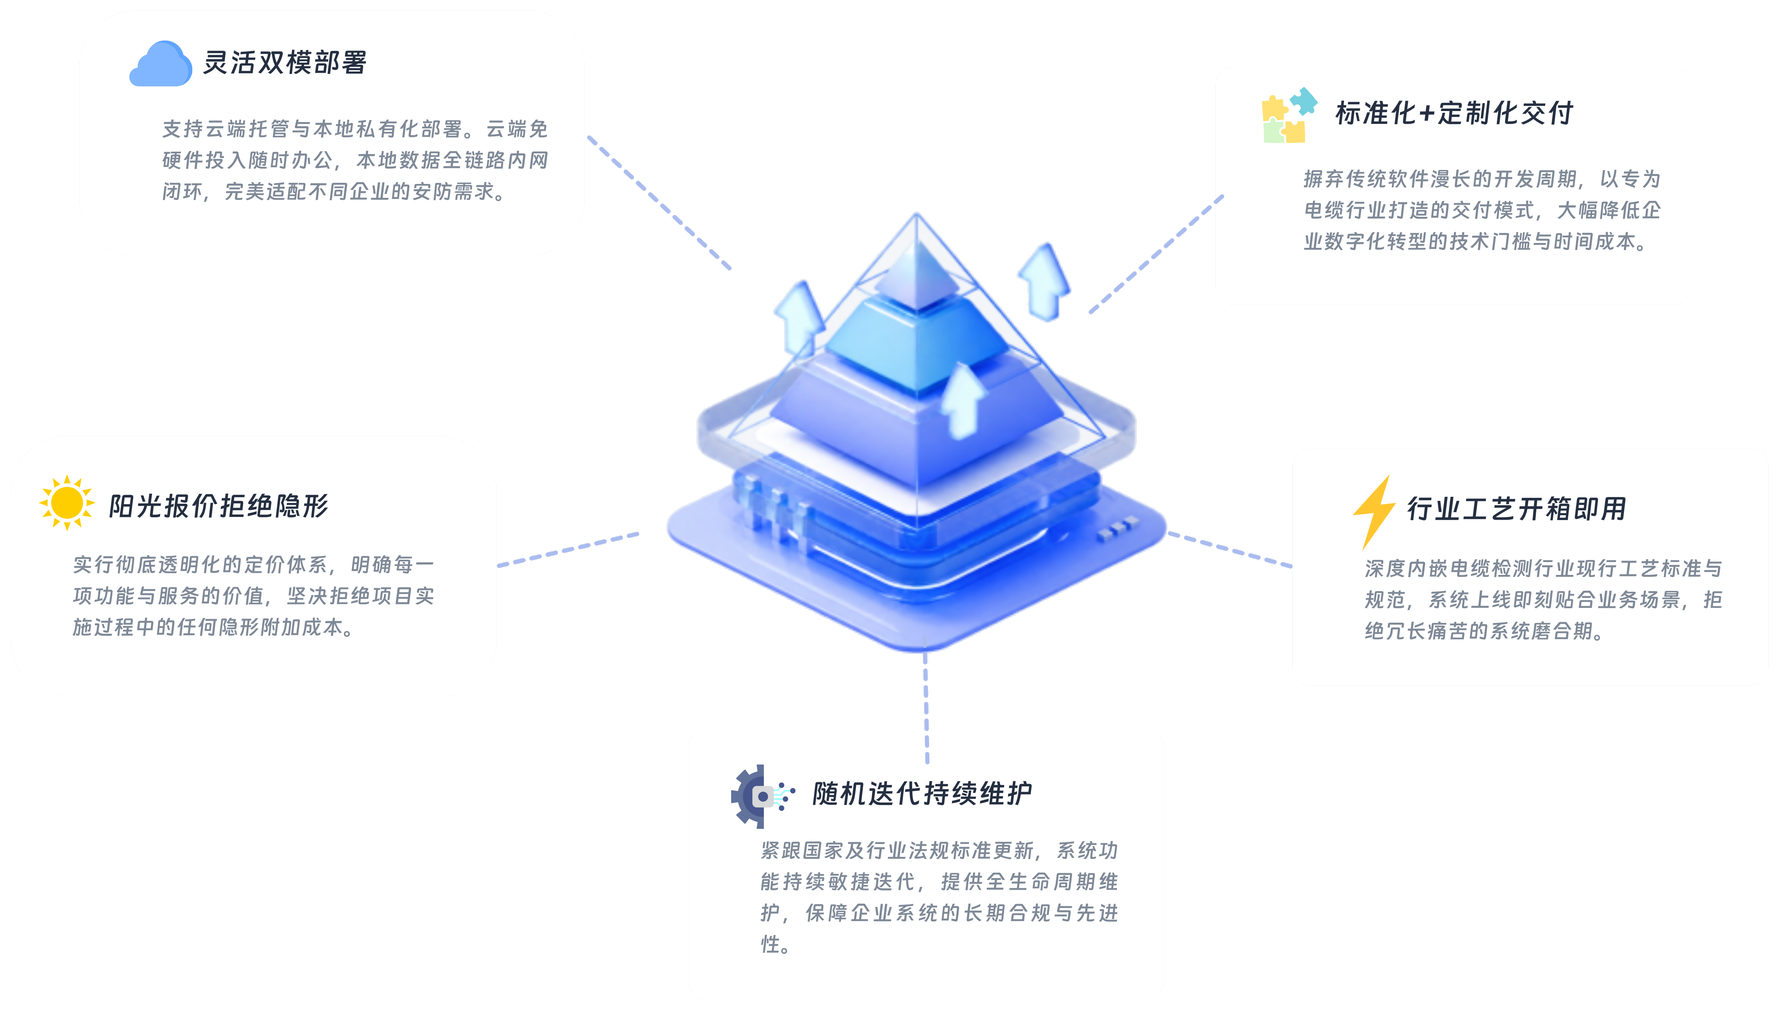 灵活双模部署
支持云端托管与本地私有化部署。云端免
硬件投入随时办公，本地数据全链路内网
闭环，完美适配不同企业的安防需求。
标准化+定制化交付
摒弃传统软件漫长的开发周期，以专为
电缆行业打造的交付模式，大幅降低企
业数字化转型的技术门槛与时间成本。
阳光报价拒绝隐形
实行彻底透明化的定价体系，明确每一
项功能与服务的价值，坚决拒绝项目实
施过程中的任何隐形附加成本。
行业工艺开箱即用
深度内嵌电缆检测行业现行工艺标准与
规范，系统上线即刻贴合业务场景，拒
绝冗长痛苦的系统磨合期。
随机迭代持续维护
紧跟国家及行业法规标准更新，系统功
能持续敏捷迭代，提供全生命周期维
护，保障企业系统的长期合规与先进
性。